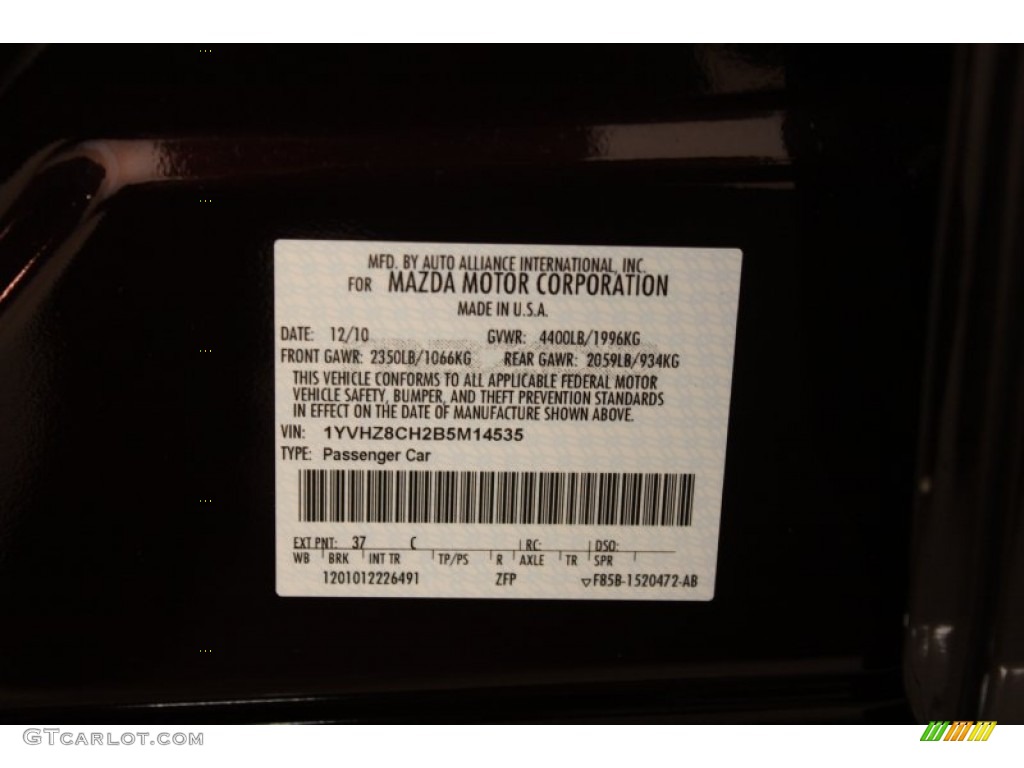 MFD. BY AUTO ALLIANCE INTERNATIONAL, INC.
FOR MAZDA MOTOR CORPORATION
MADE IN U.S.A.
DATE: 12/10 GVWR: 4400LB/1996KG
FRONT GAWR: 2350LB/1066KG REAR GAWR: 2059LB/934KG
THIS VEHICLE CONFORMS TO ALL APPLICABLE FEDERAL MOTOR
VEHICLE SAFETY, BUMPER, AND THEFT PREVENTION STANDARDS
IN EFFECT ON THE DATE OF MANUFACTURE SHOWN ABOVE.
VIN: 1YVHZ8CH2B5M14535
TYPE: Passenger Car
EXT PNT: 37 C RC: DSO:
WB BRK INT TR TP/PS R AXLE TR SPR
1201012226491 ZFP F85B-1520472-AB
GTcarlot.com